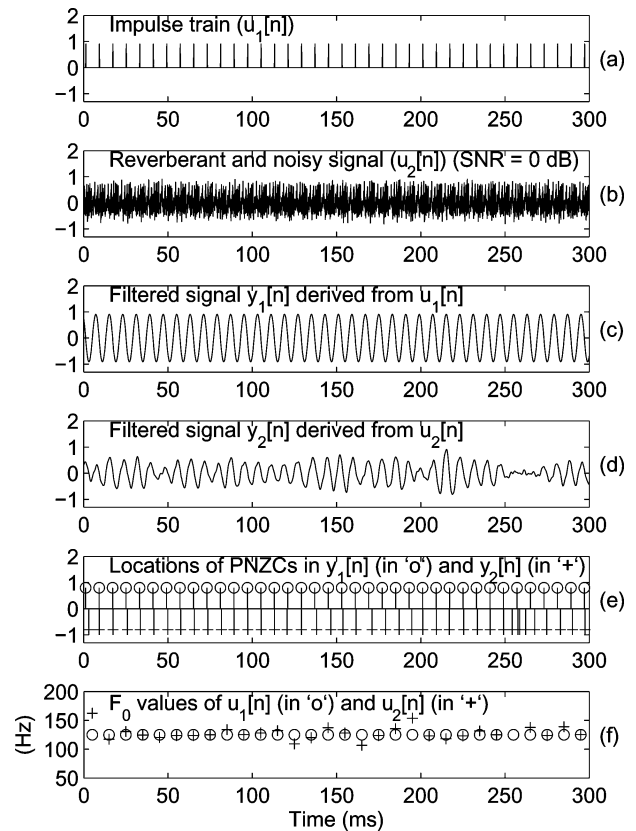 Impulse train (u1[n])
2
1
0
−1
(a)
0 50 100 150 200 250 300
Reverberant and noisy signal (u2[n]) (SNR = 0 dB)
2
1
0
−1
(b)
0 50 100 150 200 250 300
Filtered signal y1[n] derived from u1[n]
2
1
0
−1
(c)
0 50 100 150 200 250 300
Filtered signal y2[n] derived from u2[n]
2
1
0
−1
(d)
0 50 100 150 200 250 300
Locations of PNZCs in y1[n] (in ‘o‘) and y2[n] (in ‘+‘)
2
1
0
−1
(e)
0 50 100 150 200 250 300
F0 values of u1[n] (in ‘o‘) and u2[n] (in ‘+‘)
200
150
100
50
(Hz)
(f)
0 50 100 150 200 250 300
Time (ms)